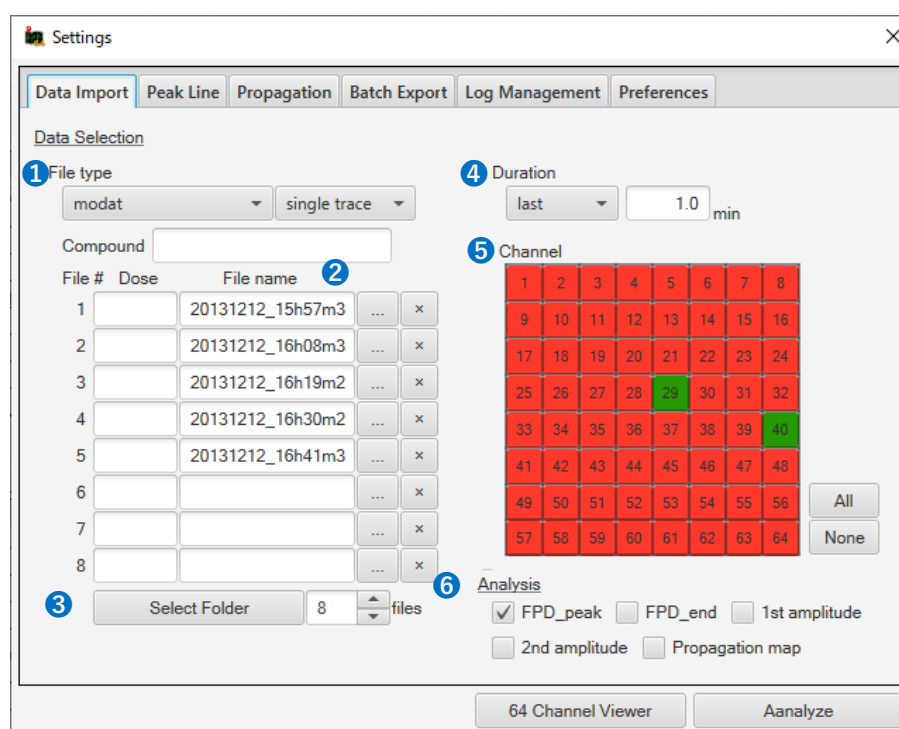 Settings
Data Import Peak Line Propagation Batch Export Log Management Preferences
Data Selection
1 File type
modat single trace
Compound
File # Dose File name 2
1 20131212_15h57m3 ... ×
2 20131212_16h08m3 ... ×
3 20131212_16h19m2 ... ×
4 20131212_16h30m2 ... ×
5 20131212_16h41m3 ... ×
6 ... ×
7 ... ×
8 ... ×
3 Select Folder 8 files
4 Duration
last 1.0 min
5 Channel
1 2 3 4 5 6 7 8
9 10 11 12 13 14 15 16
17 18 19 20 21 22 23 24
25 26 27 28 29 30 31 32
33 34 35 36 37 38 39 40
41 42 43 44 45 46 47 48
49 50 51 52 53 54 55 56
57 58 59 60 61 62 63 64
All
None
6 Analysis
FPD_peak FPD_end 1st amplitude
2nd amplitude Propagation map
64 Channel Viewer Aanalyze